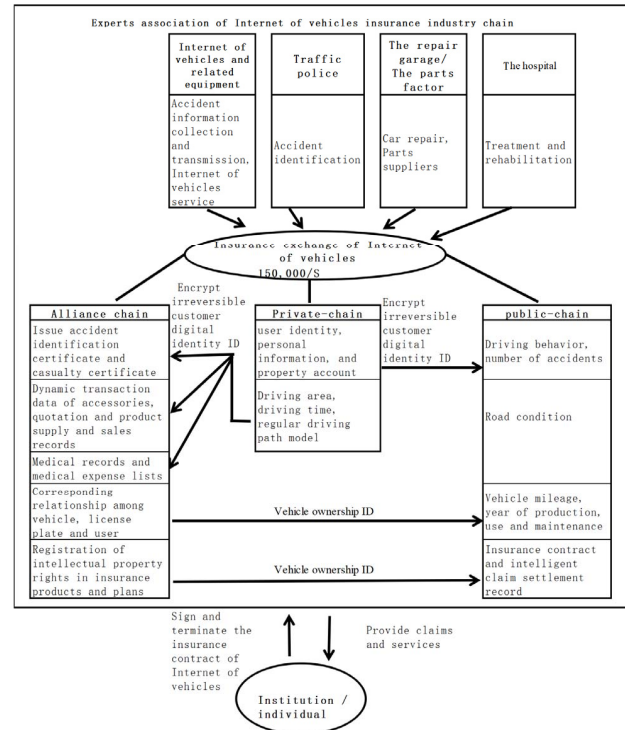 Experts association of Internet of vehicles insurance industry chain
Internet of
vehicles and
related
equipment
Accident
information
collection
and
transmission,
Internet of
vehicles
service
Traffic
police
Accident
identification
The repair
garage/
The parts
factor
Car repair,
Parts
suppliers
The hospital
Treatment and
rehabilitation
Insurance exchange of Internet
of vehicles
150,000/S
Alliance chain
Issue accident
identification
certificate and
casualty certificate
Dynamic transaction
data of accessories,
quotation and product
supply and sales
records
Medical records and
medical expense lists
Corresponding
relationship among
vehicle, license
plate and user
Registration of
intellectual property
rights in insurance
products and plans
Encrypt
irreversible
customer
digital
identity ID
Private-chain
user identity,
personal
information, and
property account
Driving area,
driving time,
regular driving
path model
Encrypt
irreversible
customer
digital
identity ID
public-chain
Driving behavior,
number of accidents
Road condition
Vehicle mileage,
year of production,
use and maintenance
Insurance contract
and intelligent
claim settlement
record
Vehicle ownership ID
Vehicle ownership ID
Sign and
terminate the
insurance
contract of
Internet of
vehicles
Provide claims
and services
Institution /
individual